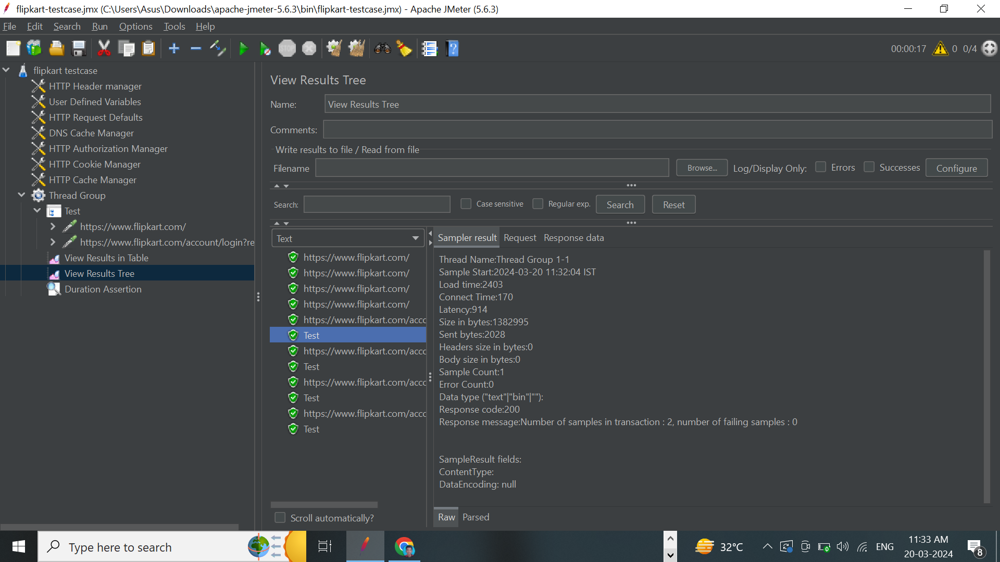 flipkart-testcase.jmx (C:\Users\Asus\Downloads\apache-jmeter-5.6.3\bin\flipkart-testcase.jmx) - Apache JMeter (5.6.3)
File Edit Search Run Options Tools Help
STOP
00:00:17 0 0/4
flipkart testcase
HTTP Header manager
User Defined Variables
HTTP Request Defaults
DNS Cache Manager
HTTP Authorization Manager
HTTP Cookie Manager
HTTP Cache Manager
Thread Group
Test
https://www.flipkart.com/
https://www.flipkart.com/account/login?re
View Results in Table
View Results Tree
Duration Assertion
View Results Tree
Name: View Results Tree
Comments:
Write results to file / Read from file
Filename Browse... Log/Display Only: Errors Successes Configure
Search: Case sensitive Regular exp. Search Reset
Text
https://www.flipkart.com/
https://www.flipkart.com/
https://www.flipkart.com/
https://www.flipkart.com/
https://www.flipkart.com/acco
Test
https://www.flipkart.com/acco
Test
https://www.flipkart.com/acco
Test
https://www.flipkart.com/acco
Test
Scroll automatically?
Sampler result Request Response data
Thread Name:Thread Group 1-1
Sample Start:2024-03-20 11:32:04 IST
Load time:2403
Connect Time:170
Latency:914
Size in bytes:1382995
Sent bytes:2028
Headers size in bytes:0
Body size in bytes:0
Sample Count:1
Error Count:0
Data type ("text"|"bin"|""):
Response code:200
Response message:Number of samples in transaction : 2, number of failing samples : 0
SampleResult fields:
ContentType:
DataEncoding: null
Raw Parsed
Type here to search
32°C
ENG
11:33 AM
20-03-2024
8